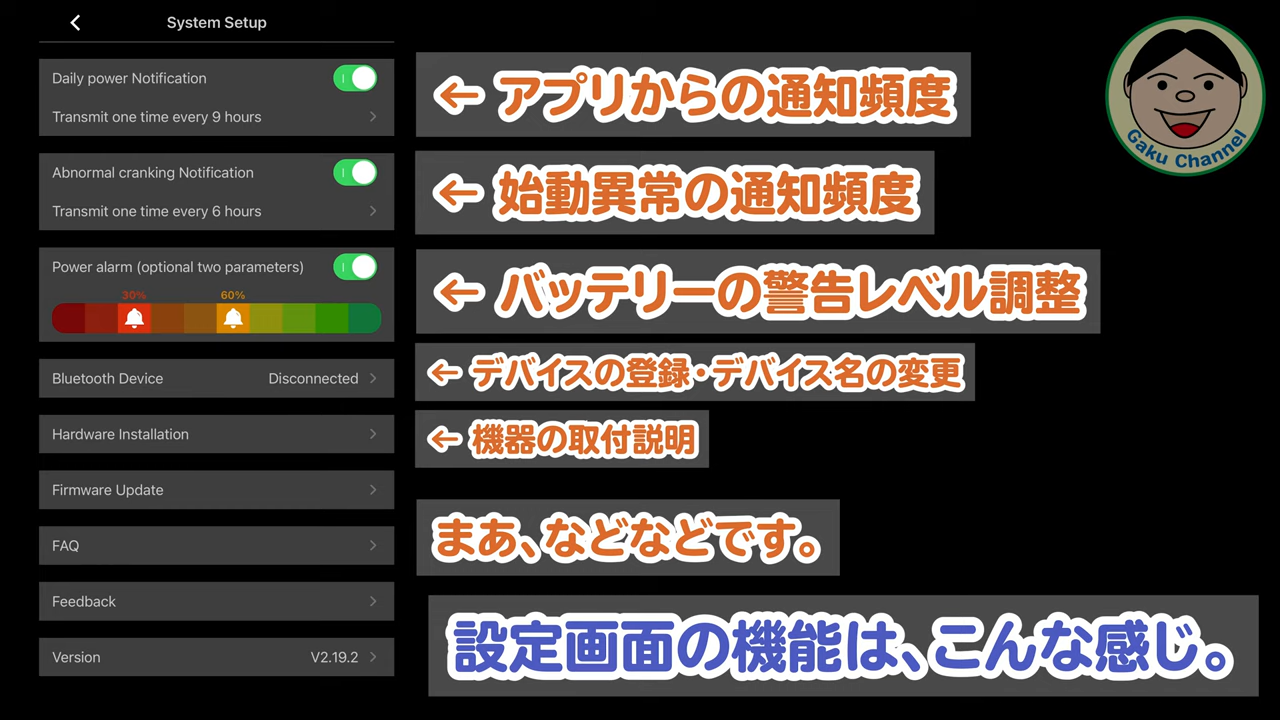 System Setup
Daily power Notification
Transmit one time every 9 hours
← アプリからの通知頻度
Abnormal cranking Notification
Transmit one time every 6 hours
← 始動異常の通知頻度
Power alarm (optional two parameters)
30% 60%
← バッテリーの警告レベル調整
Bluetooth Device Disconnected
← デバイスの登録・デバイス名の変更
Hardware Installation
← 機器の取付説明
Firmware Update
FAQ
まあ、などなどです。
Feedback
Version V2.19.2
設定画面の機能は、こんな感じ。
Gaku Channel